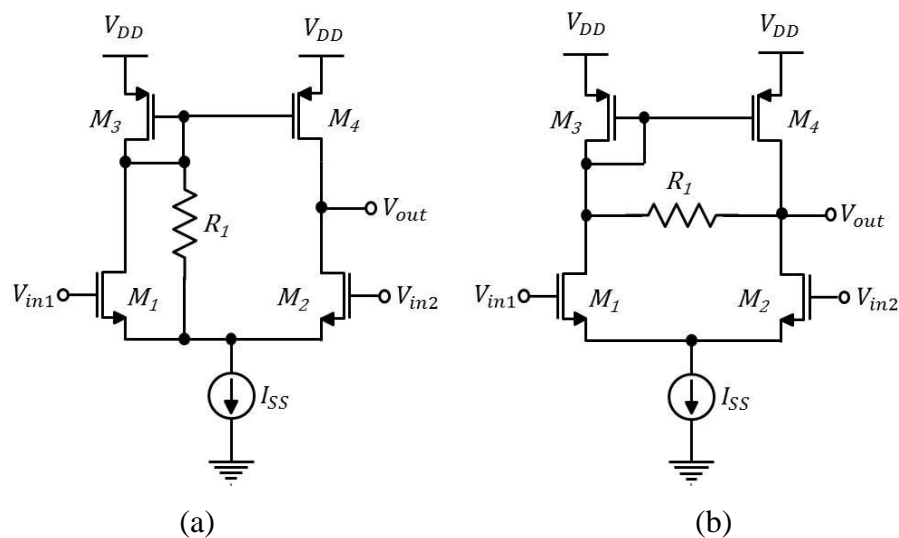 V_DD V_DD V_DD V_DD
M_3 M_4 M_3 M_4
R_1 V_out R_1 V_out
V_in1 M_1 M_2 V_in2 V_in1 M_1 M_2 V_in2
I_SS I_SS
(a) (b)